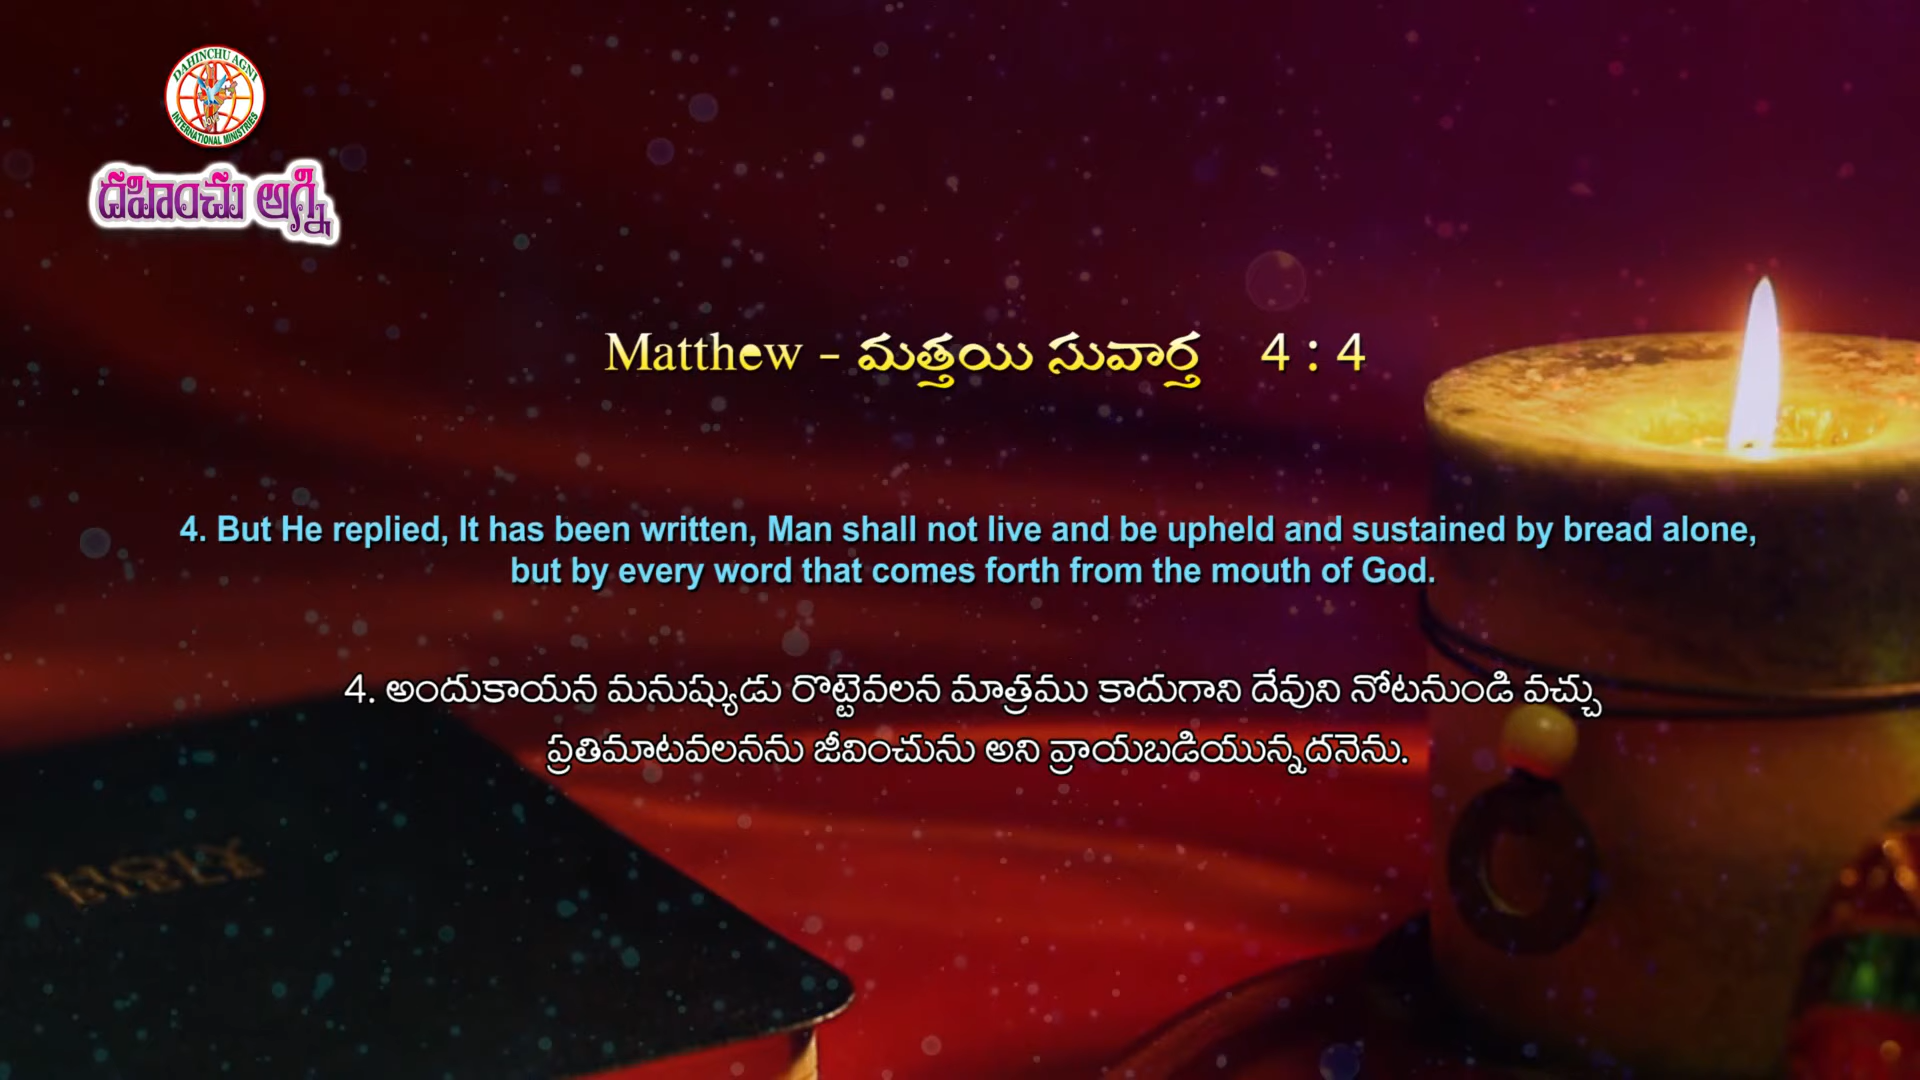 DAHINCHU AGNI
INTERNATIONAL MINISTRIES
దహించు అగ్ని
Matthew - మత్తయి సువార్త 4 : 4
4. But He replied, It has been written, Man shall not live and be upheld and sustained by bread alone,
but by every word that comes forth from the mouth of God.
4. అందుకాయన మనుష్యుడు రొట్టెవలన మాత్రము కాదుగాని దేవుని నోటనుండి వచ్చు
ప్రతిమాటవలనను జీవించును అని వ్రాయబడియున్నదనెను.
HOLY
BIBLE